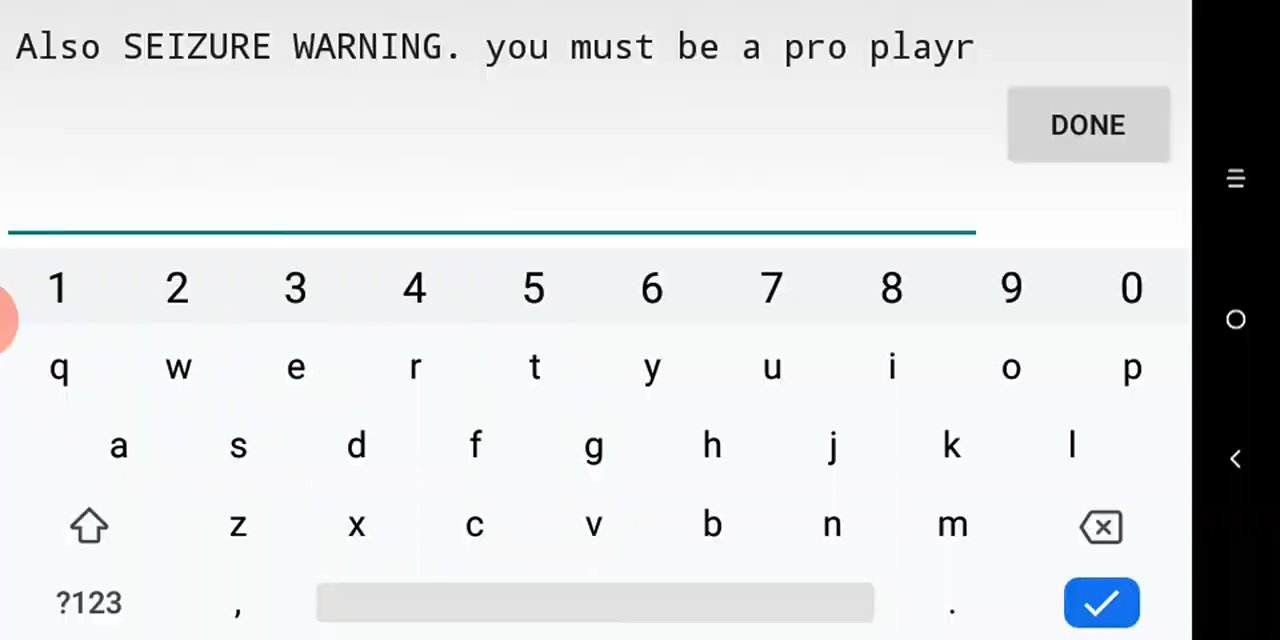 Also SEIZURE WARNING. you must be a pro playr
DONE
1 2 3 4 5 6 7 8 9 0
q w e r t y u i o p
a s d f g h j k l
z x c v b n m
?123 , .